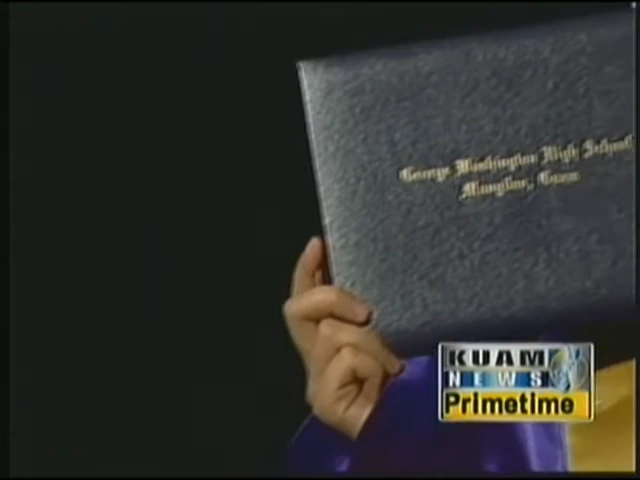 George Washington High School
Mangilao, Guam
KUAM
NEWS
Primetime